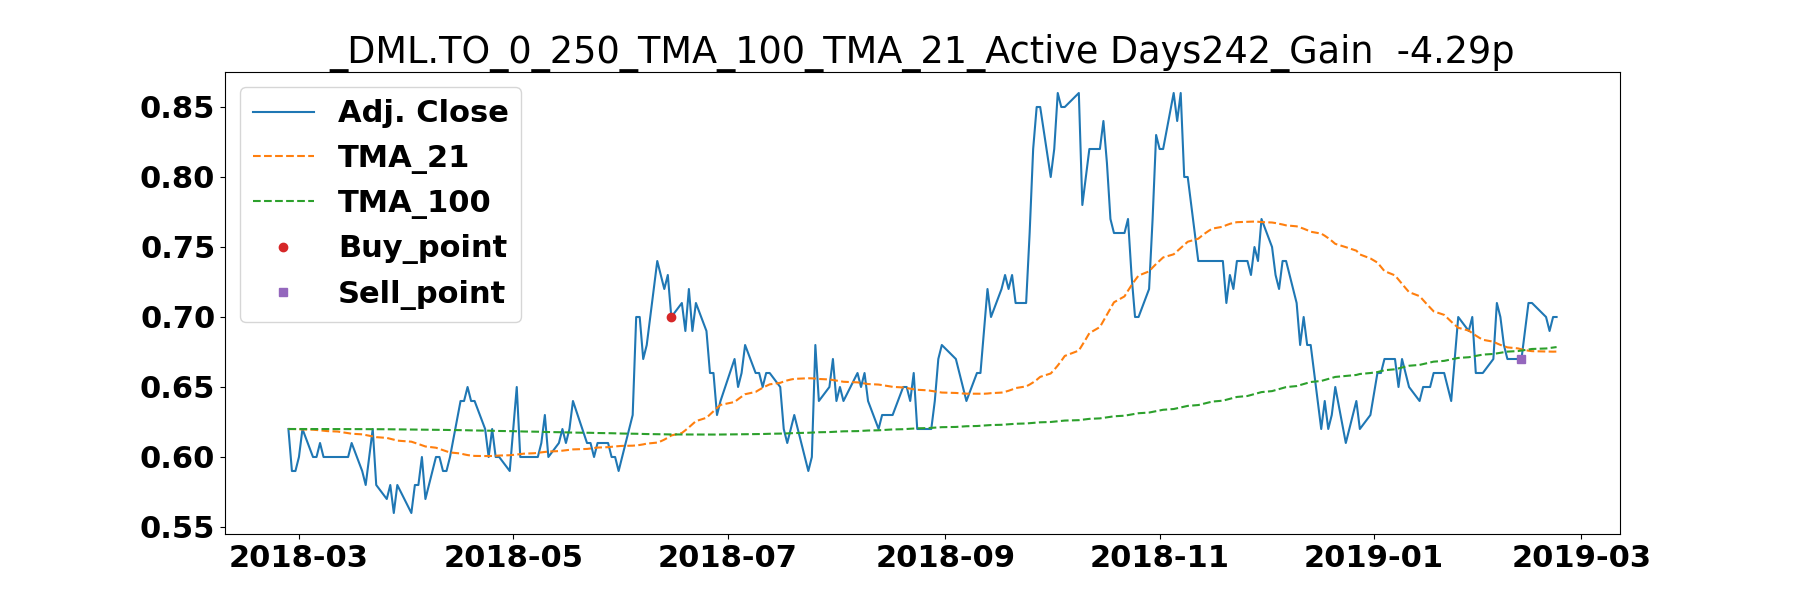 _DML.TO_0_250_TMA_100_TMA_21_Active Days242_Gain  -4.29p
0.85
0.80
0.75
0.70
0.65
0.60
0.55
Adj. Close
TMA_21
TMA_100
Buy_point
Sell_point
2018-03 2018-05 2018-07 2018-09 2018-11 2019-01 2019-03